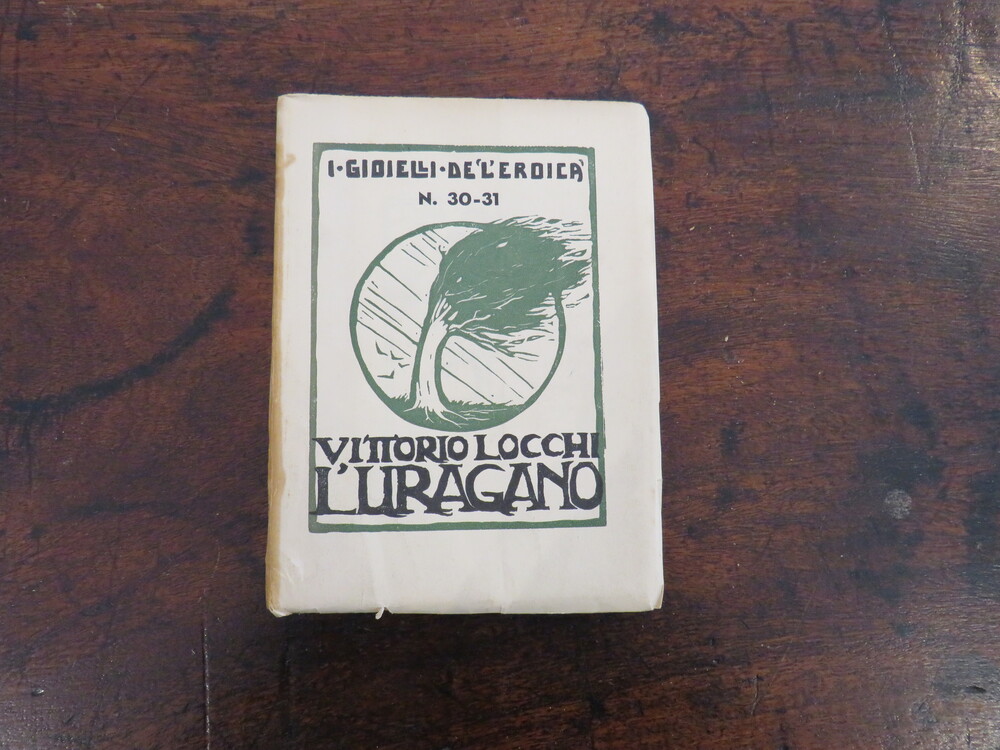 I·GIOIELLI·DE'L'EROICA
N. 30-31
VITTORIO LOCCHI
L'URAGANO